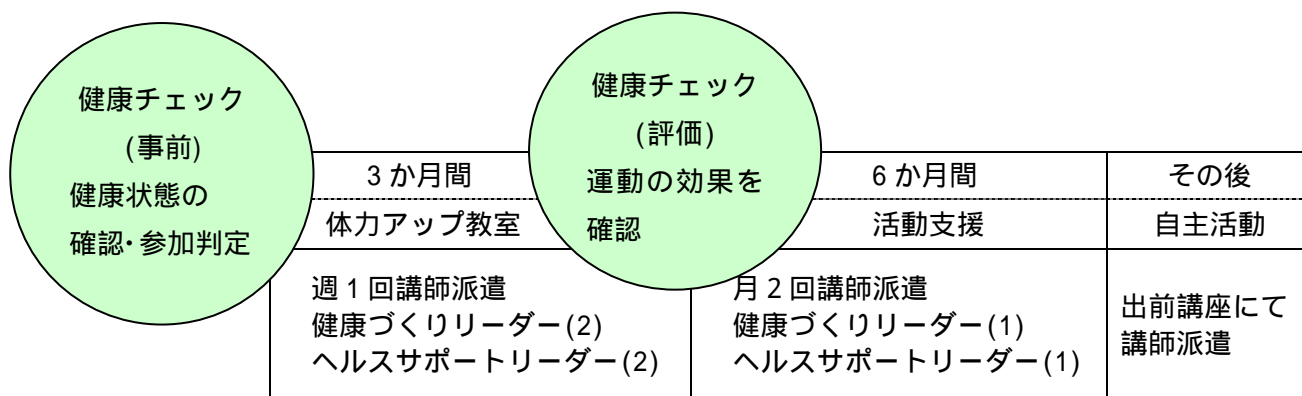 健康チェック
(事前)
健康状態の
確認・参加判定
3か月間
体力アップ教室
週1回講師派遣
健康づくりリーダー(2)
ヘルスサポートリーダー(2)
健康チェック
(評価)
運動の効果を
確認
6か月間
活動支援
月2回講師派遣
健康づくりリーダー(1)
ヘルスサポートリーダー(1)
その後
自主活動
出前講座にて
講師派遣